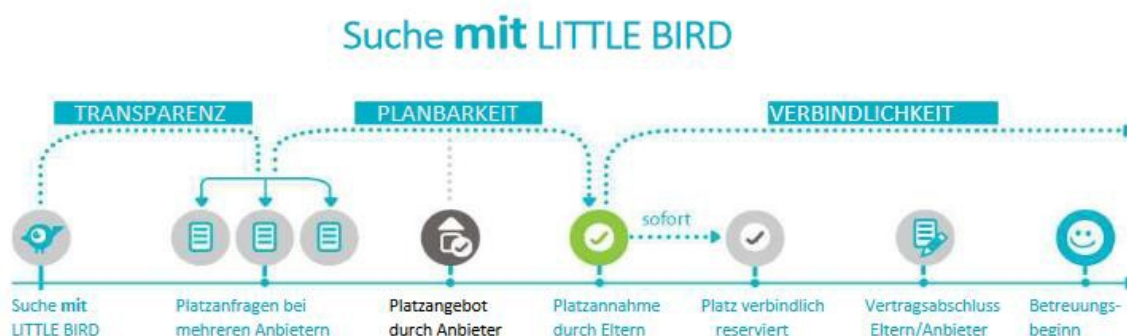 Suche mit LITTLE BIRD
TRANSPARENZ
PLANBARKEIT
VERBINDLICHKEIT
sofort
Suche mit
LITTLE BIRD
Platzanfragen bei
mehreren Anbietern
Platzangebot
durch Anbieter
Platzannahme
durch Eltern
Platz verbindlich
reserviert
Vertragsabschluss
Eltern/Anbieter
Betreuungs-
beginn